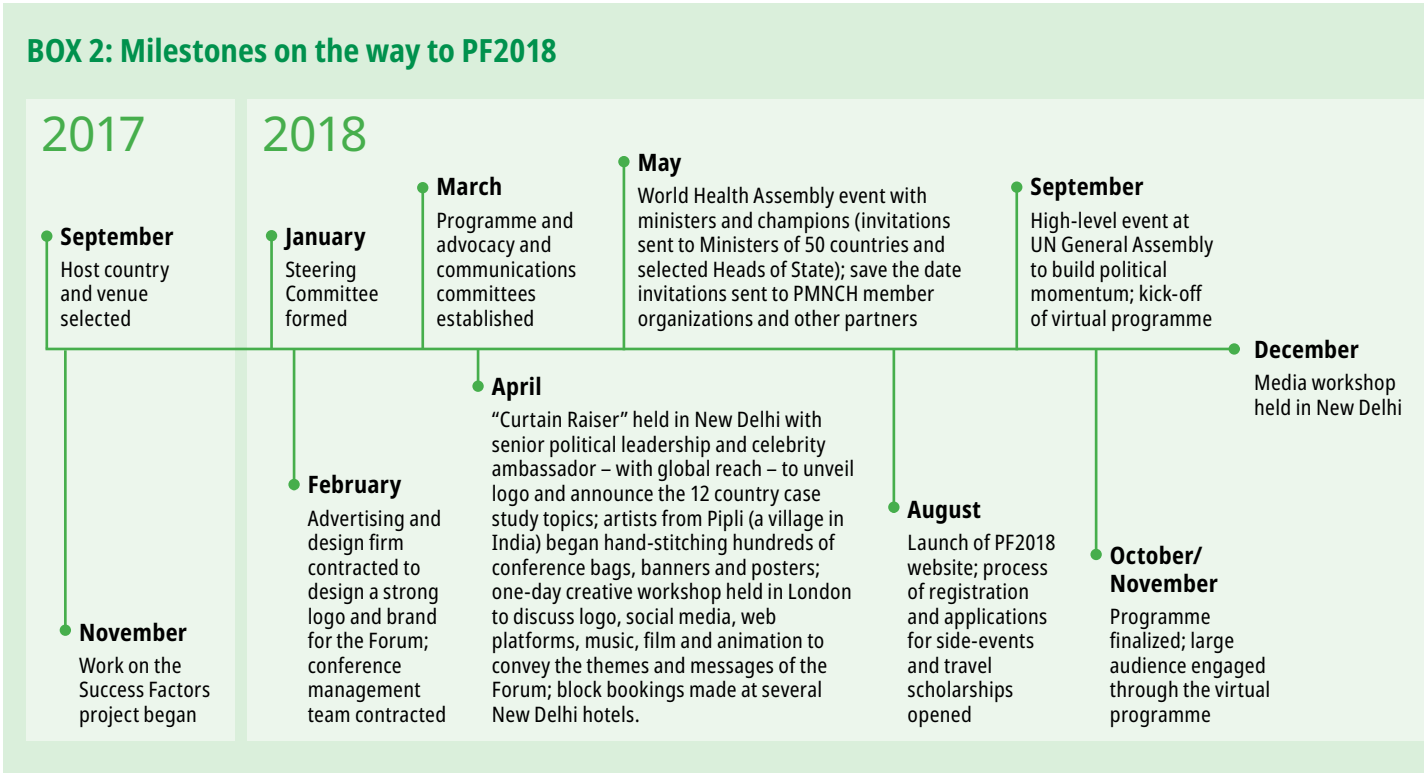 BOX 2: Milestones on the way to PF2018
2017
September
Host country
and venue
selected
November
Work on the
Success Factors
project began
2018
January
Steering
Committee
formed
February
Advertising and
design firm
contracted to
design a strong
logo and brand
for the Forum;
conference
management
team contracted
March
Programme and
advocacy and
communications
committees
established
April
“Curtain Raiser” held in New Delhi with
senior political leadership and celebrity
ambassador – with global reach – to unveil
logo and announce the 12 country case
study topics; artists from Pipli (a village in
India) began hand-stitching hundreds of
conference bags, banners and posters;
one-day creative workshop held in London
to discuss logo, social media, web
platforms, music, film and animation to
convey the themes and messages of the
Forum; block bookings made at several
New Delhi hotels.
May
World Health Assembly event with
ministers and champions (invitations
sent to Ministers of 50 countries and
selected Heads of State); save the date
invitations sent to PMNCH member
organizations and other partners
August
Launch of PF2018
website; process
of registration
and applications
for side-events
and travel
scholarships
opened
September
High-level event at
UN General Assembly
to build political
momentum; kick-off
of virtual programme
October/
November
Programme
finalized; large
audience engaged
through the virtual
programme
December
Media workshop
held in New Delhi